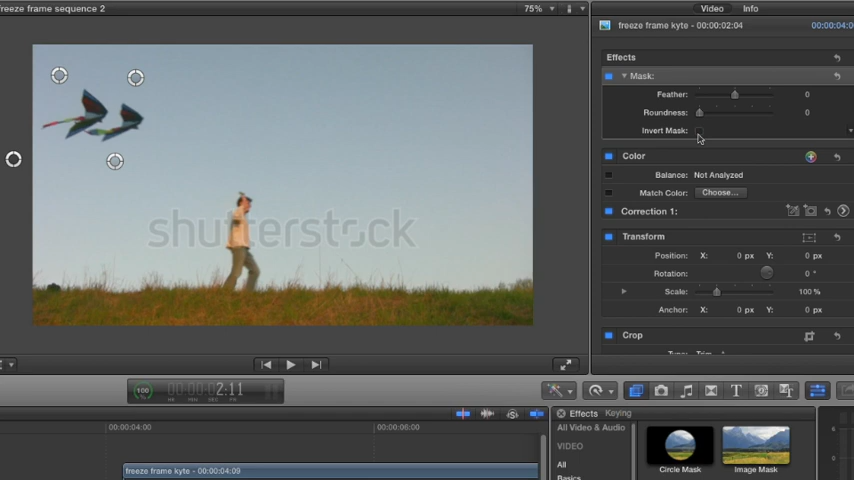 freeze frame sequence 2
75%
Video
Info
freeze frame kyte - 00:00:02:04
00:00:04:0
Effects
Mask:
Feather:
0
Roundness:
0
Invert Mask:
Color
Balance: Not Analyzed
Match Color: Choose...
Correction 1:
Transform
Position: X: 0 px Y: 0 px
Rotation: 0 °
Scale: 100 %
Anchor: X: 0 px Y: 0 px
Crop
Type: Trim
shutterstock
100
2:11
00:00:04:00
00:00:06:00
freeze frame kyte - 00:00:04:09
Effects
Keying
All Video & Audio
VIDEO
All
Basics
Circle Mask
Image Mask